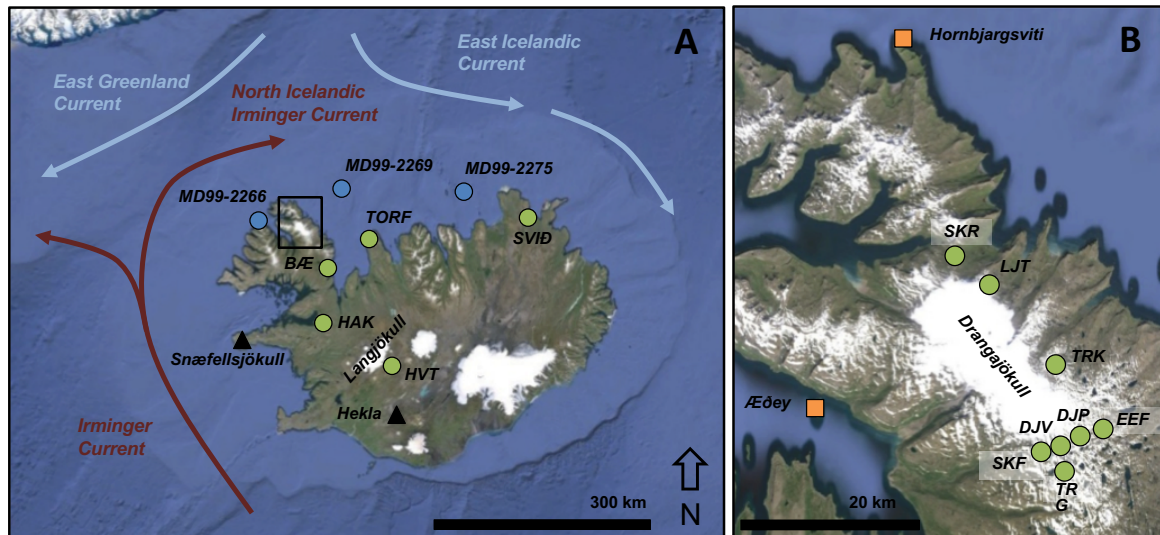 A
East Icelandic
Current
East Greenland
Current
North Icelandic
Irminger Current
MD99-2269
MD99-2275
MD99-2266
TORF
SVIÐ
BÆ
HAK
Langjökull
Snæfellsjökull
HVT
Hekla
Irminger
Current
300 km
N
B
Hornbjargsviti
SKR
LJT
Drangajökull
TRK
Æðey
DJP
EEF
DJV
SKF
TR
G
20 km